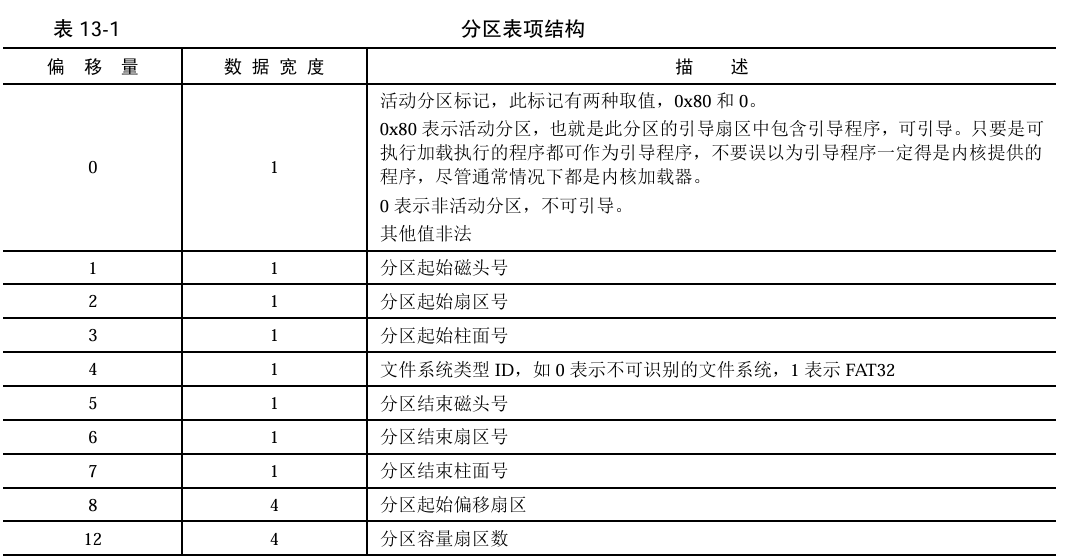 表 13-1 分区表项结构
偏 移 量 数 据 宽 度 描 述
活动分区标记，此标记有两种取值，0x80 和 0。
0x80 表示活动分区，也就是此分区的引导扇区中包含引导程序，可引导。只要是可
执行加载执行的程序都可作为引导程序，不要误以为引导程序一定得是内核提供的
0 1
程序，尽管通常情况下都是内核加载器。
0 表示非活动分区，不可引导。
其他值非法
1 1 分区起始磁头号
2 1 分区起始扇区号
3 1 分区起始柱面号
4 1 文件系统类型 ID，如 0 表示不可识别的文件系统，1 表示 FAT32
5 1 分区结束磁头号
6 1 分区结束扇区号
7 1 分区结束柱面号
8 4 分区起始偏移扇区
12 4 分区容量扇区数